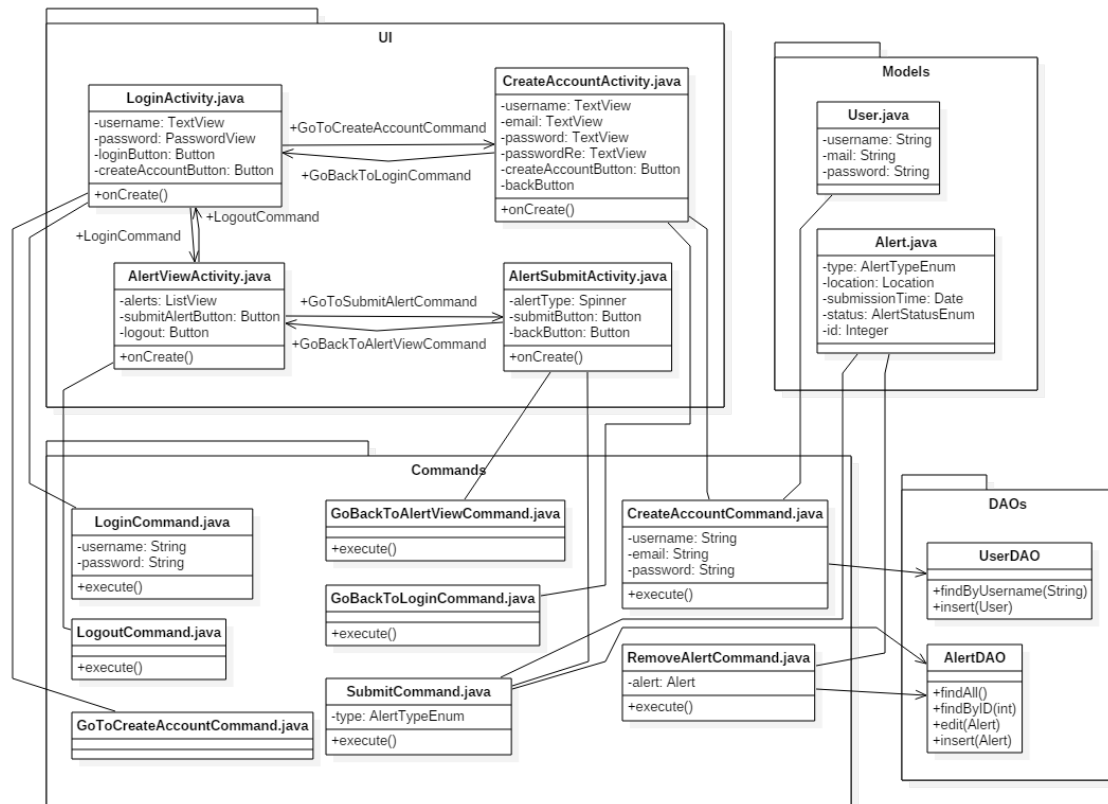 UI
LoginActivity.java
-username: TextView
-password: PasswordView
-loginButton: Button
-createAccountButton: Button
+onCreate()
+GoToCreateAccountCommand
+GoBackToLoginCommand
CreateAccountActivity.java
-username: TextView
-email: TextView
-password: TextView
-passwordRe: TextView
-createAccountButton: Button
-backButton
+onCreate()
+LogoutCommand
+LoginCommand
AlertViewActivity.java
-alerts: ListView
-submitAlertButton: Button
-logout: Button
+onCreate()
+GoToSubmitAlertCommand
+GoBackToAlertViewCommand
AlertSubmitActivity.java
-alertType: Spinner
-submitButton: Button
-backButton: Button
+onCreate()
Models
User.java
-username: String
-mail: String
-password: String
Alert.java
-type: AlertTypeEnum
-location: Location
-submissionTime: Date
-status: AlertStatusEnum
-id: Integer
Commands
LoginCommand.java
-username: String
-password: String
+execute()
LogoutCommand.java
+execute()
GoToCreateAccountCommand.java
GoBackToAlertViewCommand.java
+execute()
GoBackToLoginCommand.java
+execute()
SubmitCommand.java
-type: AlertTypeEnum
+execute()
CreateAccountCommand.java
-username: String
-email: String
-password: String
+execute()
RemoveAlertCommand.java
-alert: Alert
+execute()
DAOs
UserDAO
+findByUsername(String)
+insert(User)
AlertDAO
+findAll()
+findByID(int)
+edit(Alert)
+insert(Alert)